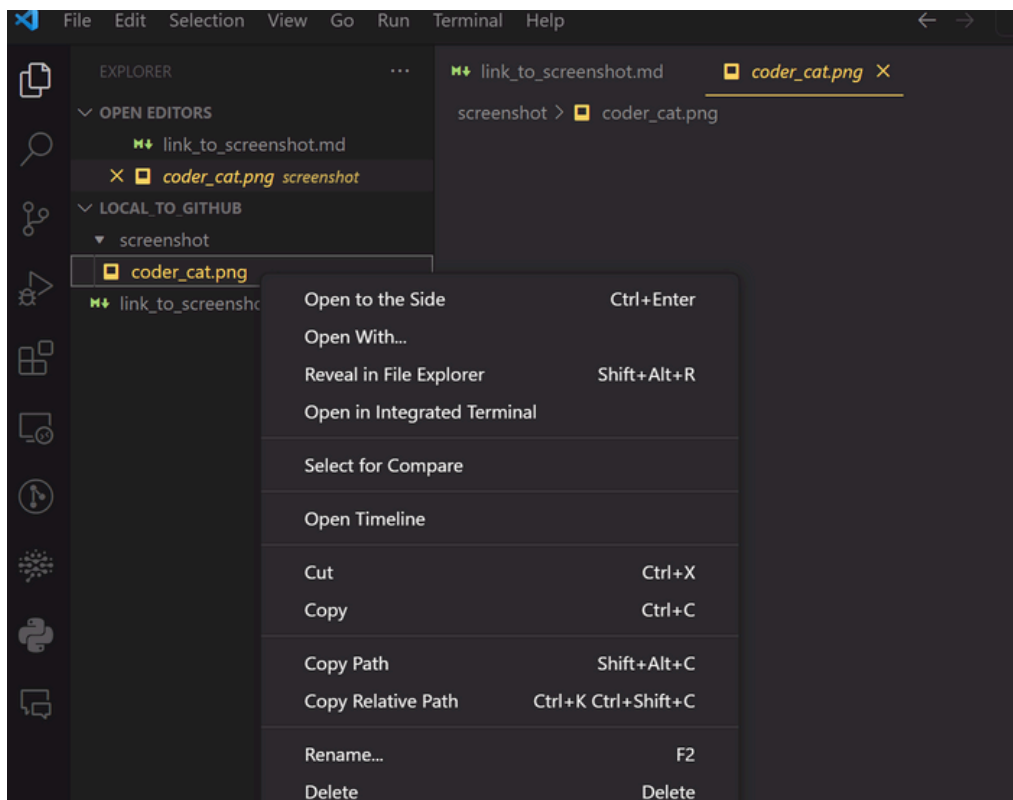 File Edit Selection View Go Run Terminal Help
EXPLORER ...
link_to_screenshot.md coder_cat.png
OPEN EDITORS
screenshot > coder_cat.png
link_to_screenshot.md
coder_cat.png screenshot
LOCAL_TO_GITHUB
screenshot
coder_cat.png
link_to_screensho
Open to the Side Ctrl+Enter
Open With...
Reveal in File Explorer Shift+Alt+R
Open in Integrated Terminal
Select for Compare
Open Timeline
Cut Ctrl+X
Copy Ctrl+C
Copy Path Shift+Alt+C
Copy Relative Path Ctrl+K Ctrl+Shift+C
Rename... F2
Delete Delete